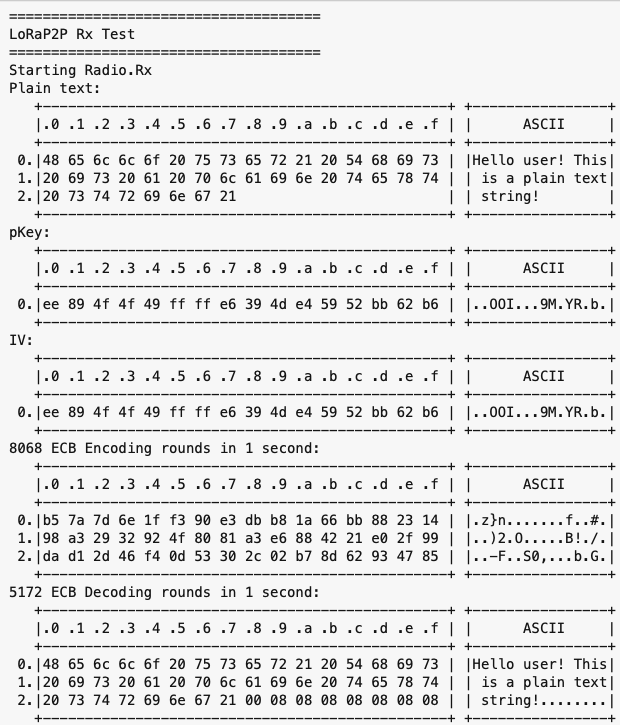 =====================================
LoRaP2P Rx Test
=====================================
Starting Radio.Rx
Plain text:
   +------------------------------------------------+ +----------------+
   |.0 .1 .2 .3 .4 .5 .6 .7 .8 .9 .a .b .c .d .e .f | |      ASCII     |
   +------------------------------------------------+ +----------------+
 0.|48 65 6c 6c 6f 20 75 73 65 72 21 20 54 68 69 73 | |Hello user! This|
 1.|20 69 73 20 61 20 70 6c 61 69 6e 20 74 65 78 74 | | is a plain text|
 2.|20 73 74 72 69 6e 67 21                         | | string!        |
   +------------------------------------------------+ +----------------+
pKey:
   +------------------------------------------------+ +----------------+
   |.0 .1 .2 .3 .4 .5 .6 .7 .8 .9 .a .b .c .d .e .f | |      ASCII     |
   +------------------------------------------------+ +----------------+
 0.|ee 89 4f 4f 49 ff ff e6 39 4d e4 59 52 bb 62 b6 | |..OOI...9M.YR.b.|
   +------------------------------------------------+ +----------------+
IV:
   +------------------------------------------------+ +----------------+
   |.0 .1 .2 .3 .4 .5 .6 .7 .8 .9 .a .b .c .d .e .f | |      ASCII     |
   +------------------------------------------------+ +----------------+
 0.|ee 89 4f 4f 49 ff ff e6 39 4d e4 59 52 bb 62 b6 | |..OOI...9M.YR.b.|
   +------------------------------------------------+ +----------------+
8068 ECB Encoding rounds in 1 second:
   +------------------------------------------------+ +----------------+
   |.0 .1 .2 .3 .4 .5 .6 .7 .8 .9 .a .b .c .d .e .f | |      ASCII     |
   +------------------------------------------------+ +----------------+
 0.|b5 7a 7d 6e 1f f3 90 e3 db b8 1a 66 bb 88 23 14 | |.z}n.......f..#.|
 1.|98 a3 29 32 92 4f 80 81 a3 e6 88 42 21 e0 2f 99 | |..)2.O.....B!./.|
 2.|da d1 2d 46 f4 0d 53 30 2c 02 b7 8d 62 93 47 85 | |..-F..S0,...b.G.|
   +------------------------------------------------+ +----------------+
5172 ECB Decoding rounds in 1 second:
   +------------------------------------------------+ +----------------+
   |.0 .1 .2 .3 .4 .5 .6 .7 .8 .9 .a .b .c .d .e .f | |      ASCII     |
   +------------------------------------------------+ +----------------+
 0.|48 65 6c 6c 6f 20 75 73 65 72 21 20 54 68 69 73 | |Hello user! This|
 1.|20 69 73 20 61 20 70 6c 61 69 6e 20 74 65 78 74 | | is a plain text|
 2.|20 73 74 72 69 6e 67 21 00 08 08 08 08 08 08 08 | | string!........|
   +------------------------------------------------+ +----------------+